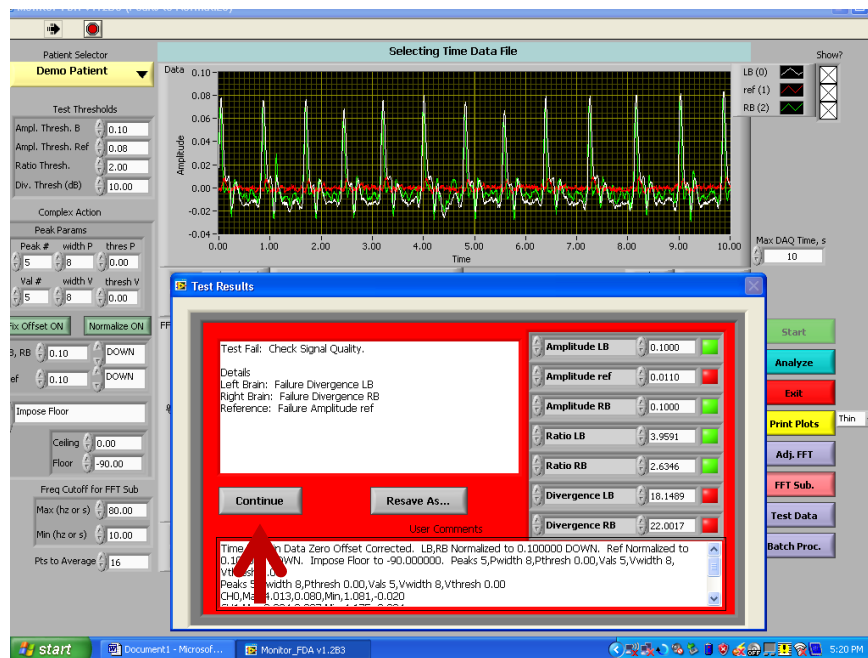 Patient Selector
Demo Patient
Test Thresholds
Ampl. Thresh. B 0.10
Ampl. Thresh. Ref 0.08
Ratio Thresh. 2.00
Div. Thresh (dB) 10.00
Complex Action
Peak Params
Peak # width P thres P
5 8 0.00
Val # width V thresh V
5 8 0.00
Offset ON Normalize ON
RB 0.10 DOWN
0.10 DOWN
Impose Floor
Ceiling 0.00
Floor -90.00
Freq Cutoff for FFT Sub
Max (hz or s) 80.00
Min (hz or s) 10.00
Pts to Average 16
Selecting Time Data File
Data
Amplitude
0.10
0.08
0.06
0.04
0.02
0.00
-0.02
-0.04
0.00 1.00 2.00 3.00 4.00 5.00 6.00 7.00 8.00 9.00 10.00
Time
Show?
LB (0)
ref (1)
RB (2)
Max DAQ Time, s
10
Start
Analyze
Exit
Print Plots Thin
Adj. FFT
FFT Sub.
Test Data
Batch Proc.
Test Results
Test Fail: Check Signal Quality.
Details
Left Brain: Failure Divergence LB
Right Brain: Failure Divergence RB
Reference: Failure Amplitude ref
Amplitude LB 0.1000
Amplitude ref 0.0110
Amplitude RB 0.1000
Ratio LB 3.9591
Ratio RB 2.6346
Divergence LB 18.1489
Divergence RB 22.0017
Continue Resave As...
User Comments
Time Data Zero Offset Corrected. LB,RB Normalized to 0.100000 DOWN. Ref Normalized to
Impose Floor to -90.000000. Peaks 5,Pwidth 8,Pthresh 0.00,Vals 5,Vwidth 8,
Peaks 5, 8,Pthresh 0.00,Vals 5,Vwidth 8,Vthresh 0.00
start Document1 - Microsof... Monitor_FDA v1.2B3 5:20 PM